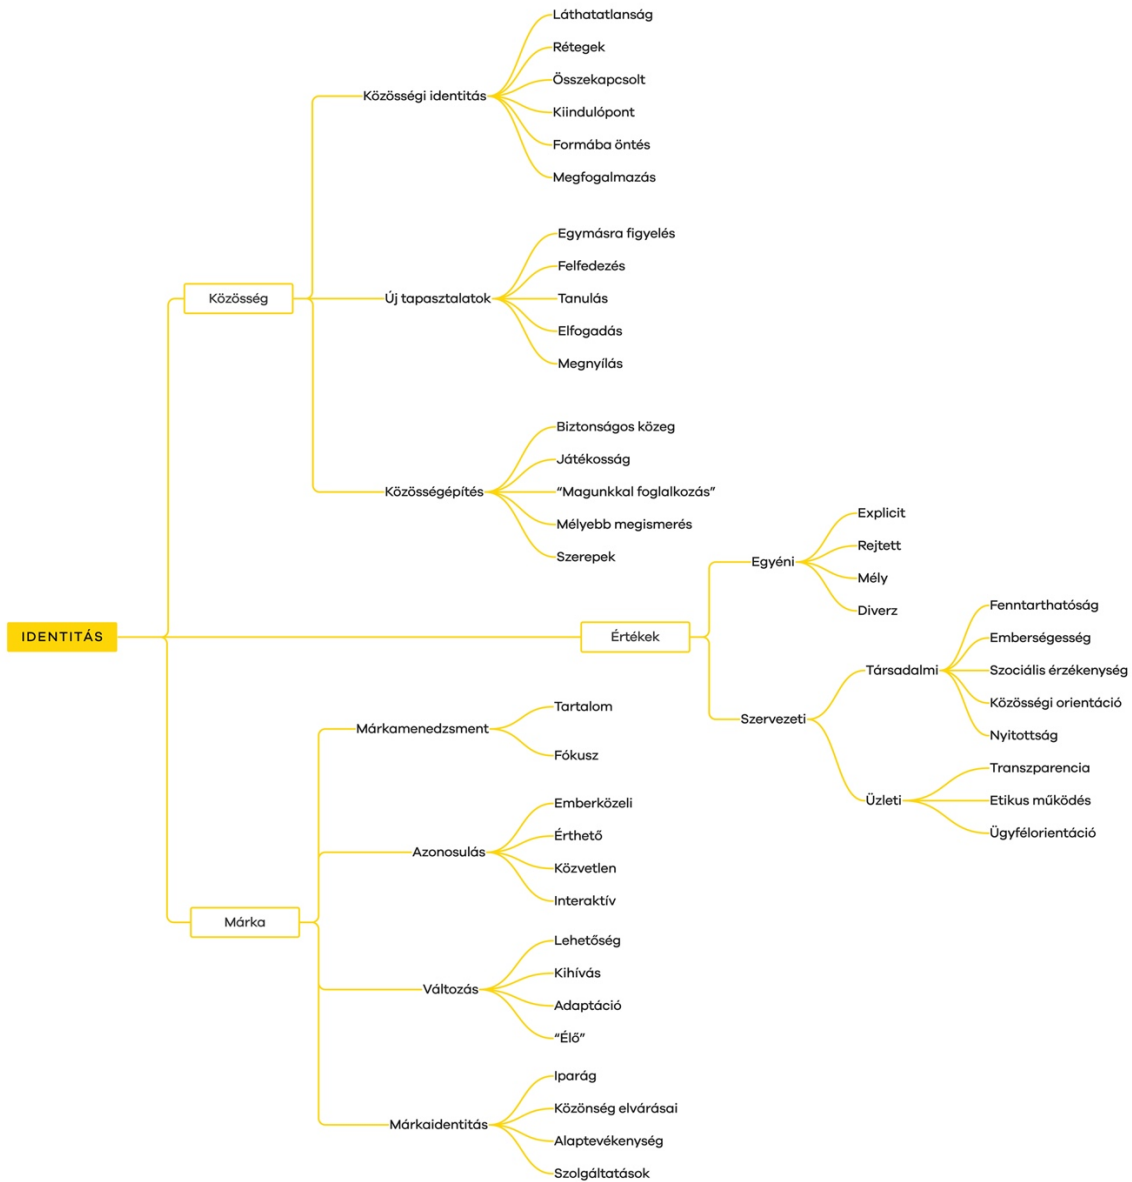 IDENTITÁS
Közösség
Közösségi identitás
Láthatatlanság
Rétegek
Összekapcsolt
Kiindulópont
Formába öntés
Megfogalmazás
Új tapasztalatok
Egymásra figyelés
Felfedezés
Tanulás
Elfogadás
Megnyílás
Közösségépítés
Biztonságos közeg
Játékosság
“Magunkkal foglalkozás”
Mélyebb megismerés
Szerepek
Értékek
Egyéni
Explicit
Rejtett
Mély
Diverz
Szervezeti
Társadalmi
Fenntarthatóság
Emberségesség
Szociális érzékenység
Közösségi orientáció
Nyitottság
Üzleti
Transzparencia
Etikus működés
Ügyfélorientáció
Márka
Márkamenedzsment
Tartalom
Fókusz
Azonosulás
Emberközeli
Érthető
Közvetlen
Interaktív
Változás
Lehetőség
Kihívás
Adaptáció
“Élő”
Márkaidentitás
Iparág
Közönség elvárásai
Alaptevékenység
Szolgáltatások